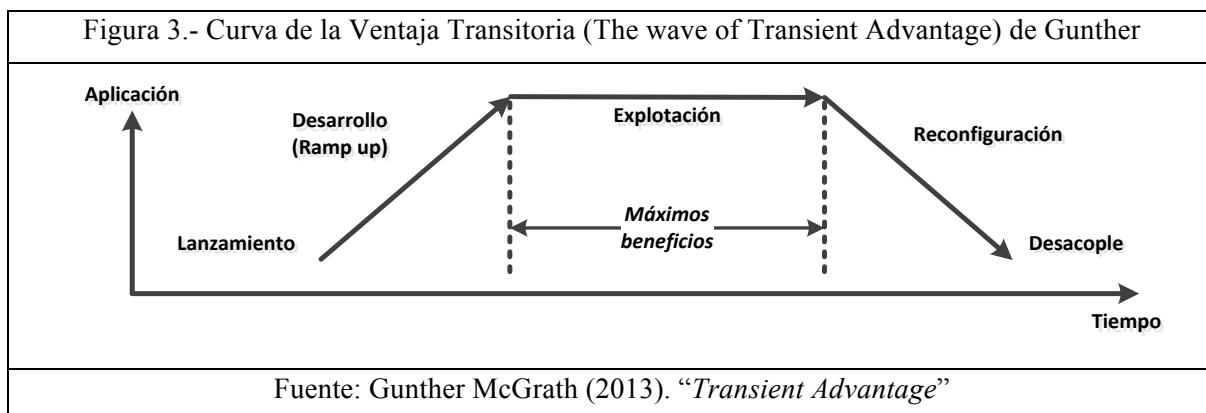 Figura 3.- Curva de la Ventaja Transitoria (The wave of Transient Advantage) de Gunther
Aplicación
Desarrollo
(Ramp up)
Explotación
Reconfiguración
Máximos
beneficios
Lanzamiento
Desacople
Tiempo
Fuente: Gunther McGrath (2013). “Transient Advantage”